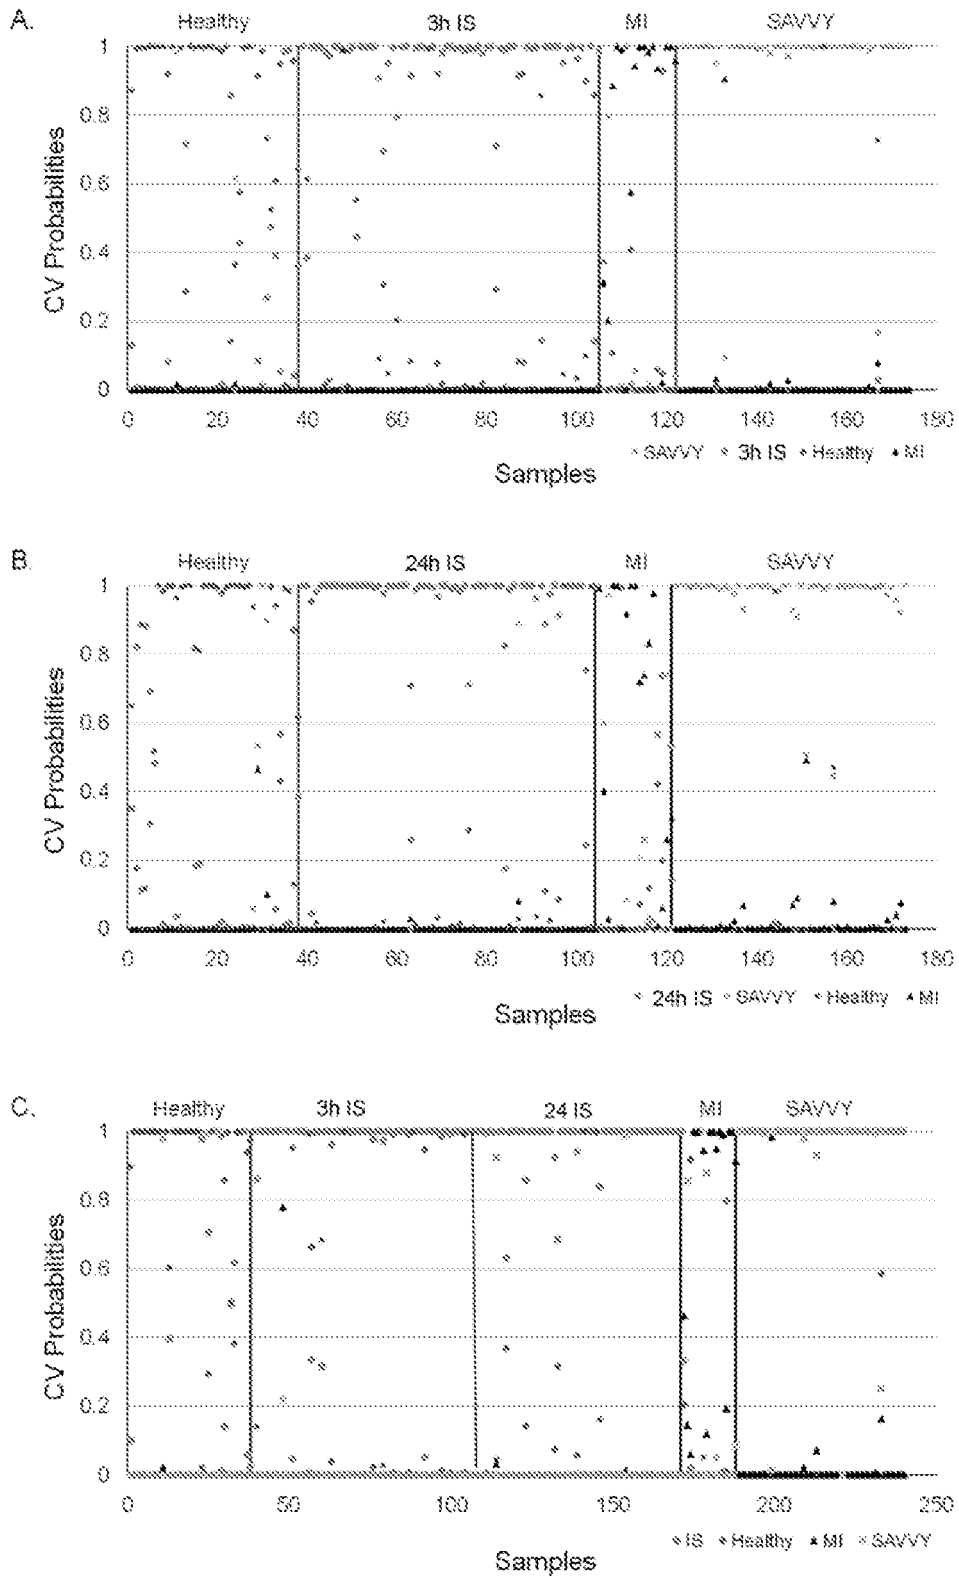 A.
Healthy 3h IS MI SAVVY
CV Probabilities
1
0.8
0.6
0.4
0.2
0
0 20 40 60 80 100 120 140 160 180
SAVVY 3h IS Healthy MI
Samples
B.
Healthy 24h IS MI SAVVY
CV Probabilities
1
0.8
0.6
0.4
0.2
0
0 20 40 60 80 100 120 140 160 180
24h IS SAVVY Healthy MI
Samples
C.
Healthy 3h IS 24 IS MI SAVVY
CV Probabilities
1
0.8
0.6
0.4
0.2
0
0 50 100 150 200 250
IS Healthy MI SAVVY
Samples